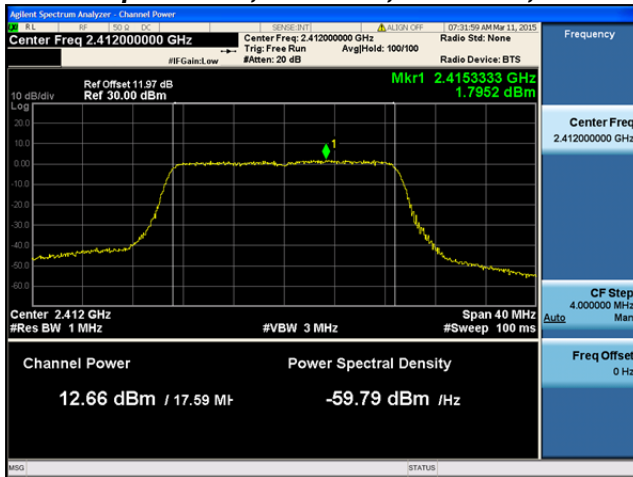 Agilent Spectrum Analyzer - Channel Power
RL RF 50 Ω DC SENSE:INT ALIGN OFF 07:31:59 AM Mar 11, 2015
Center Freq 2.412000000 GHz Center Freq: 2.412000000 GHz Radio Std: None
Trig: Free Run Avg|Hold: 100/100
#IFGain:Low #Atten: 20 dB Radio Device: BTS
Frequency
Mkr1 2.4153333 GHz
1.7952 dBm
Ref Offset 11.97 dB
10 dB/div Ref 30.00 dBm
Log
20.0
10.0
0.00
-10.0
-20.0
-30.0
-40.0
-50.0
-60.0
1
Center 2.412 GHz Span 40 MHz
#Res BW 1 MHz #VBW 3 MHz #Sweep 100 ms
Channel Power Power Spectral Density
12.66 dBm / 17.59 MH -59.79 dBm /Hz
Center Freq
2.412000000 GHz
CF Step
4.000000 MHz
Auto Man
Freq Offset
0 Hz
MSG STATUS